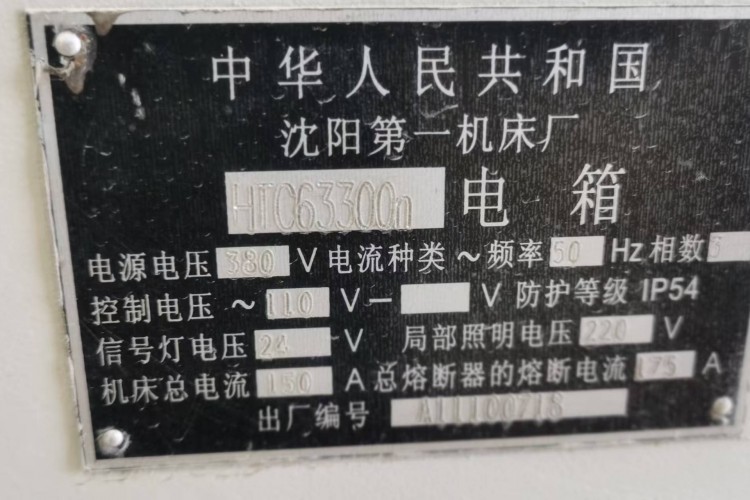 中华人民共和国
沈阳第一机床厂
HTC63300n 电箱
电源电压 380 V 电流种类 ~ 频率 50 Hz 相数 3
控制电压 ~ 110 V — V 防护等级 IP54
信号灯电压 24 V 局部照明电压 220 V
机床总电流 150 A 总熔断器的熔断电流 175 A
出厂编号 A11100718